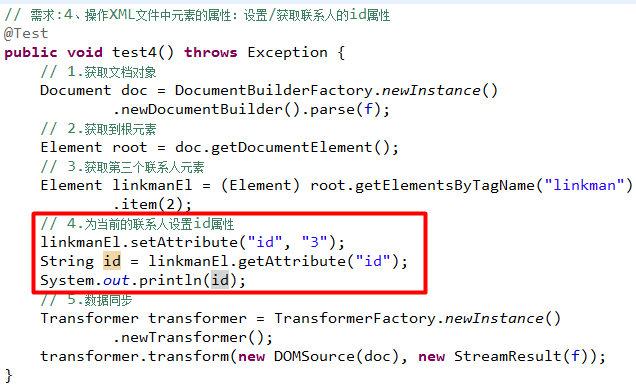 // 需求:4、操作XML文件中元素的属性：设置/获取联系人的id属性
@Test
public void test4() throws Exception {
// 1.获取文档对象
Document doc = DocumentBuilderFactory.newInstance()
.newDocumentBuilder().parse(f);
// 2.获取到根元素
Element root = doc.getDocumentElement();
// 3.获取第三个联系人元素
Element linkmanEl = (Element) root.getElementsByTagName("linkman")
.item(2);
// 4.为当前的联系人设置id属性
linkmanEl.setAttribute("id", "3");
String id = linkmanEl.getAttribute("id");
System.out.println(id);
// 5.数据同步
Transformer transformer = TransformerFactory.newInstance()
.newTransformer();
transformer.transform(new DOMSource(doc), new StreamResult(f));
}